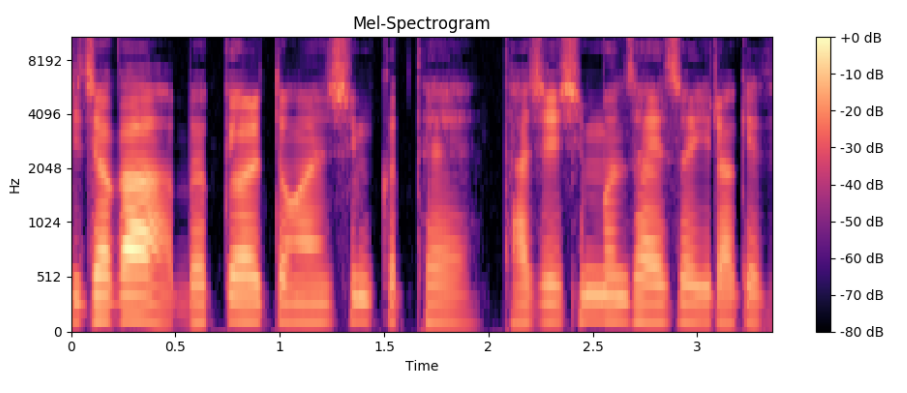 Mel-Spectrogram
8192
4096
2048
1024
512
0
Hz
0 0.5 1 1.5 2 2.5 3
Time
+0 dB
-10 dB
-20 dB
-30 dB
-40 dB
-50 dB
-60 dB
-70 dB
-80 dB